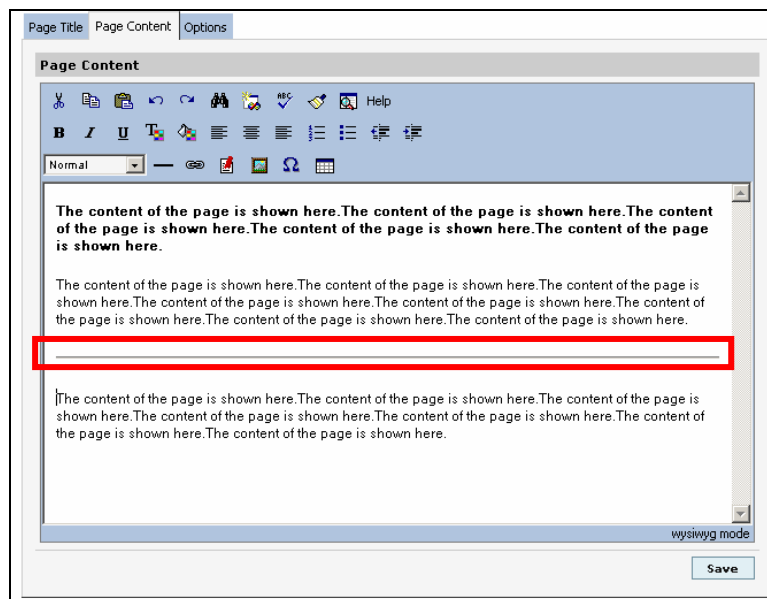 Page Title Page Content Options
Page Content
ABC Help
B I U T
Normal Ω
The content of the page is shown here.The content of the page is shown here.The content
of the page is shown here.The content of the page is shown here.The content of the page
is shown here.
The content of the page is shown here.The content of the page is shown here.The content of the page is
shown here.The content of the page is shown here.The content of the page is shown here.The content of
the page is shown here.The content of the page is shown here.The content of the page is shown here.
The content of the page is shown here.The content of the page is shown here.The content of the page is
shown here.The content of the page is shown here.The content of the page is shown here.The content of
the page is shown here.The content of the page is shown here.
wysiwyg mode
Save